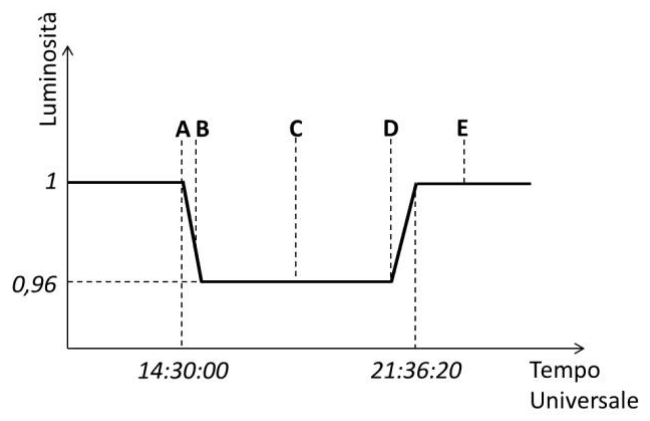 Luminosità
A B C D E
1
0,96
14:30:00 21:36:20 Tempo
Universale